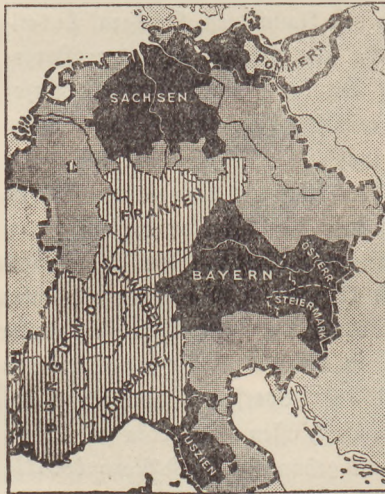 POMMERN
SACHSEN
FRANKEN
SCHWABEN
BAYERN
ÖSTERR.
STEIERMARK
BURGUND
LOMBARDEI
TUSZIEN